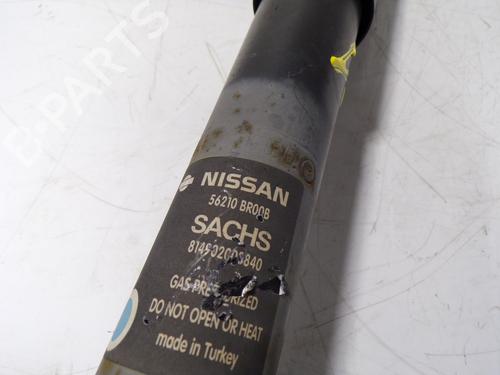 B-Parts
NISSAN
56210 BR00B
SACHS
GAS PRESSURIZED
DO NOT OPEN OR HEAT
made in Turkey